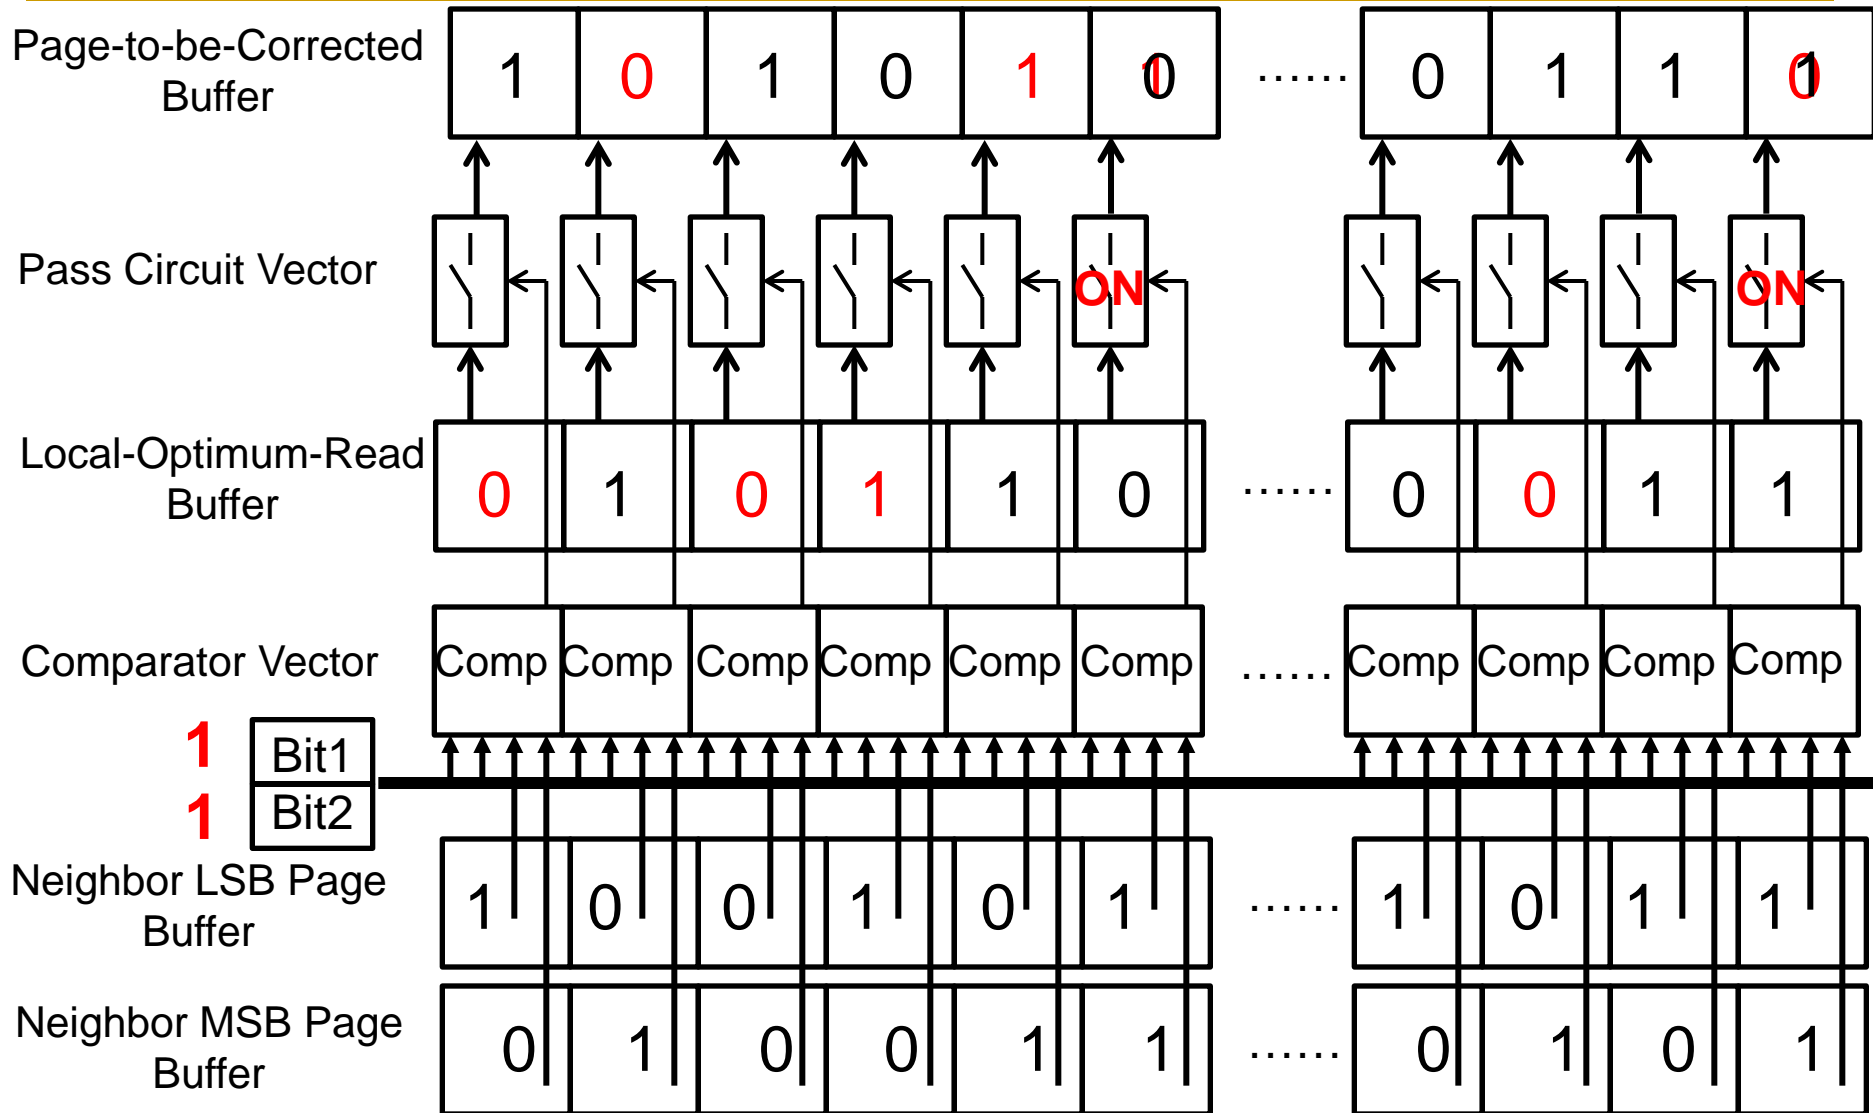 Page-to-be-Corrected
Buffer
1 0 1 0 1 1 0 ...... 0 1 1 0 1
Pass Circuit Vector
ON ON
Local-Optimum-Read
Buffer
0 1 0 1 1 0 ...... 0 0 1 1
Comparator Vector
Comp Comp Comp Comp Comp Comp ...... Comp Comp Comp Comp
1 Bit1
1 Bit2
Neighbor LSB Page
Buffer
1 0 0 1 0 1 ...... 1 0 1 1
Neighbor MSB Page
Buffer
0 1 0 0 1 1 ...... 0 1 0 1